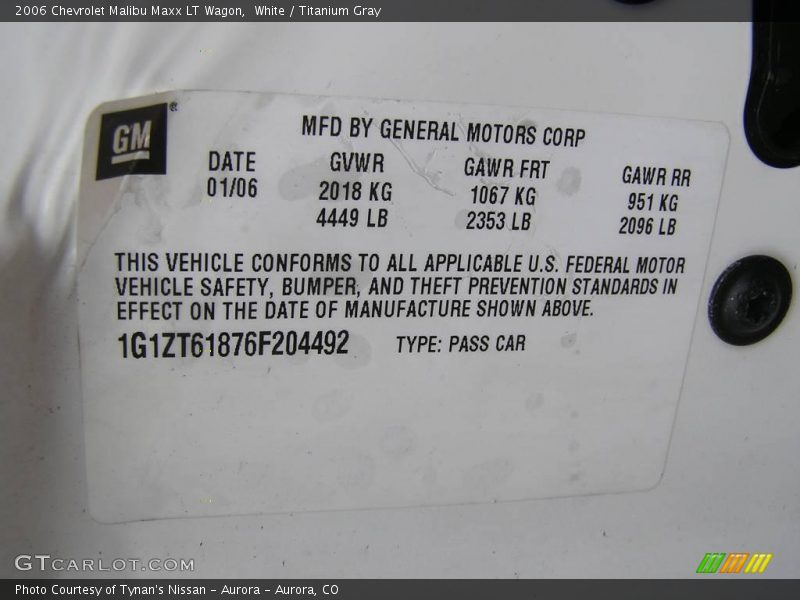 2006 Chevrolet Malibu Maxx LT Wagon,  White / Titanium Gray
GM®
MFD BY GENERAL MOTORS CORP
DATE GVWR GAWR FRT GAWR RR
01/06 2018 KG 1067 KG 951 KG
4449 LB 2353 LB 2096 LB
THIS VEHICLE CONFORMS TO ALL APPLICABLE U.S. FEDERAL MOTOR
VEHICLE SAFETY, BUMPER, AND THEFT PREVENTION STANDARDS IN
EFFECT ON THE DATE OF MANUFACTURE SHOWN ABOVE.
1G1ZT61876F204492 TYPE: PASS CAR
GTCARLOT.COM
Photo Courtesy of Tynan's Nissan - Aurora - Aurora, CO